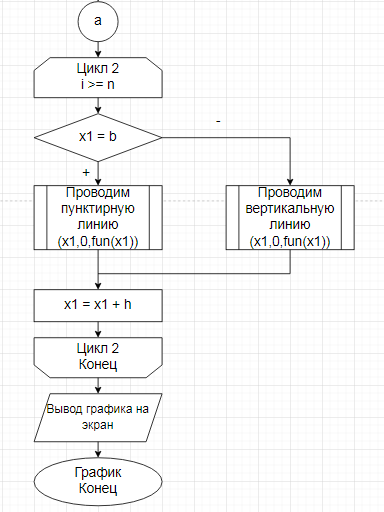 a
Цикл 2
i >= n
x1 = b
-
+
Проводим
пунктирную
линию
(x1,0,fun(x1))
Проводим
вертикальную
линию
(x1,0,fun(x1))
x1 = x1 + h
Цикл 2
Конец
Вывод графика на
экран
График
Конец